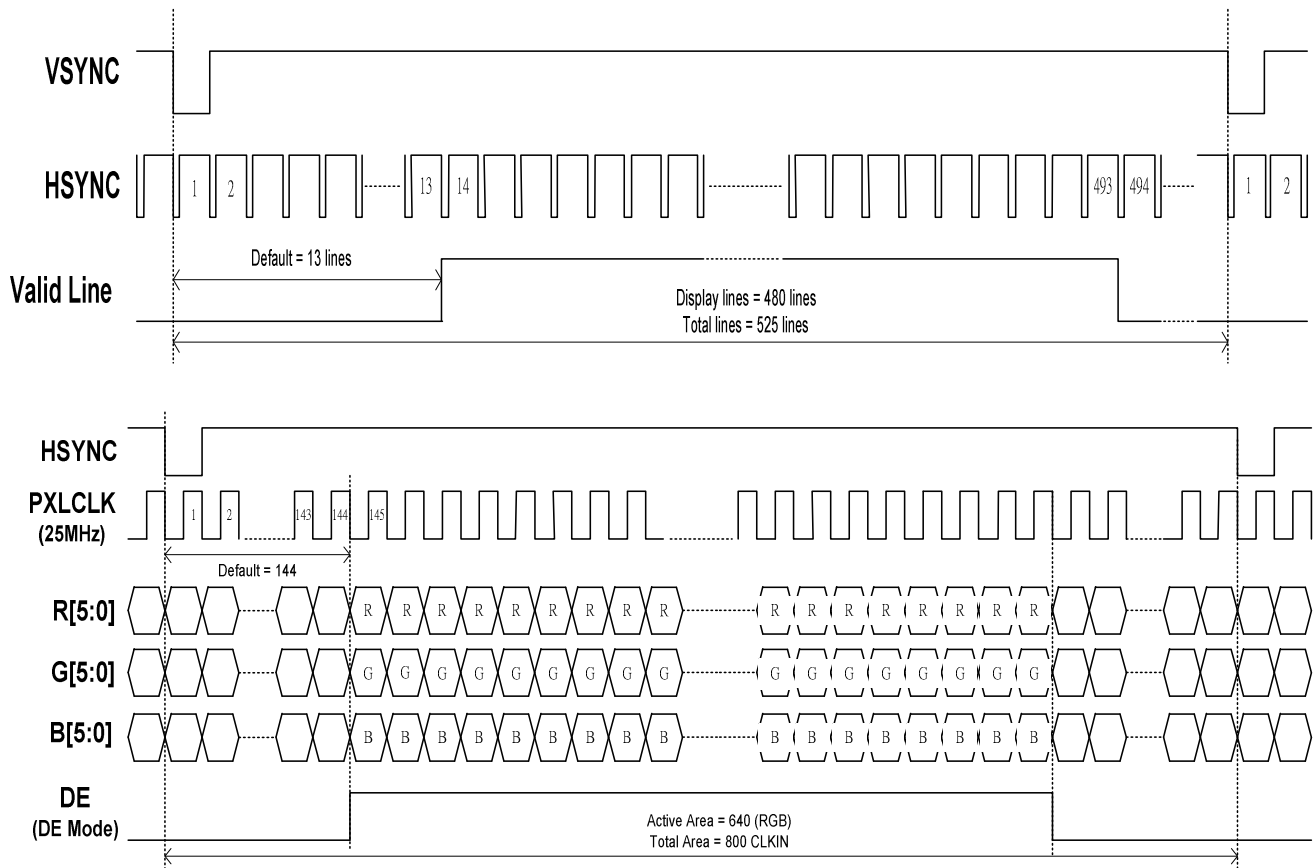 VSYNC
HSYNC
1 2 13 14 493 494 1 2
Default = 13 lines
Valid Line
Display lines = 480 lines
Total lines = 525 lines
HSYNC
PXLCLK
(25MHz)
1 2 143 144 145
Default = 144
R[5:0]
R R R R R R R R R R R R R R R R R
G[5:0]
G G G G G G G G G G G G G G G G G
B[5:0]
B B B B B B B B B B B B B B B B B
DE
(DE Mode)
Active Area = 640 (RGB)
Total Area = 800 CLKIN